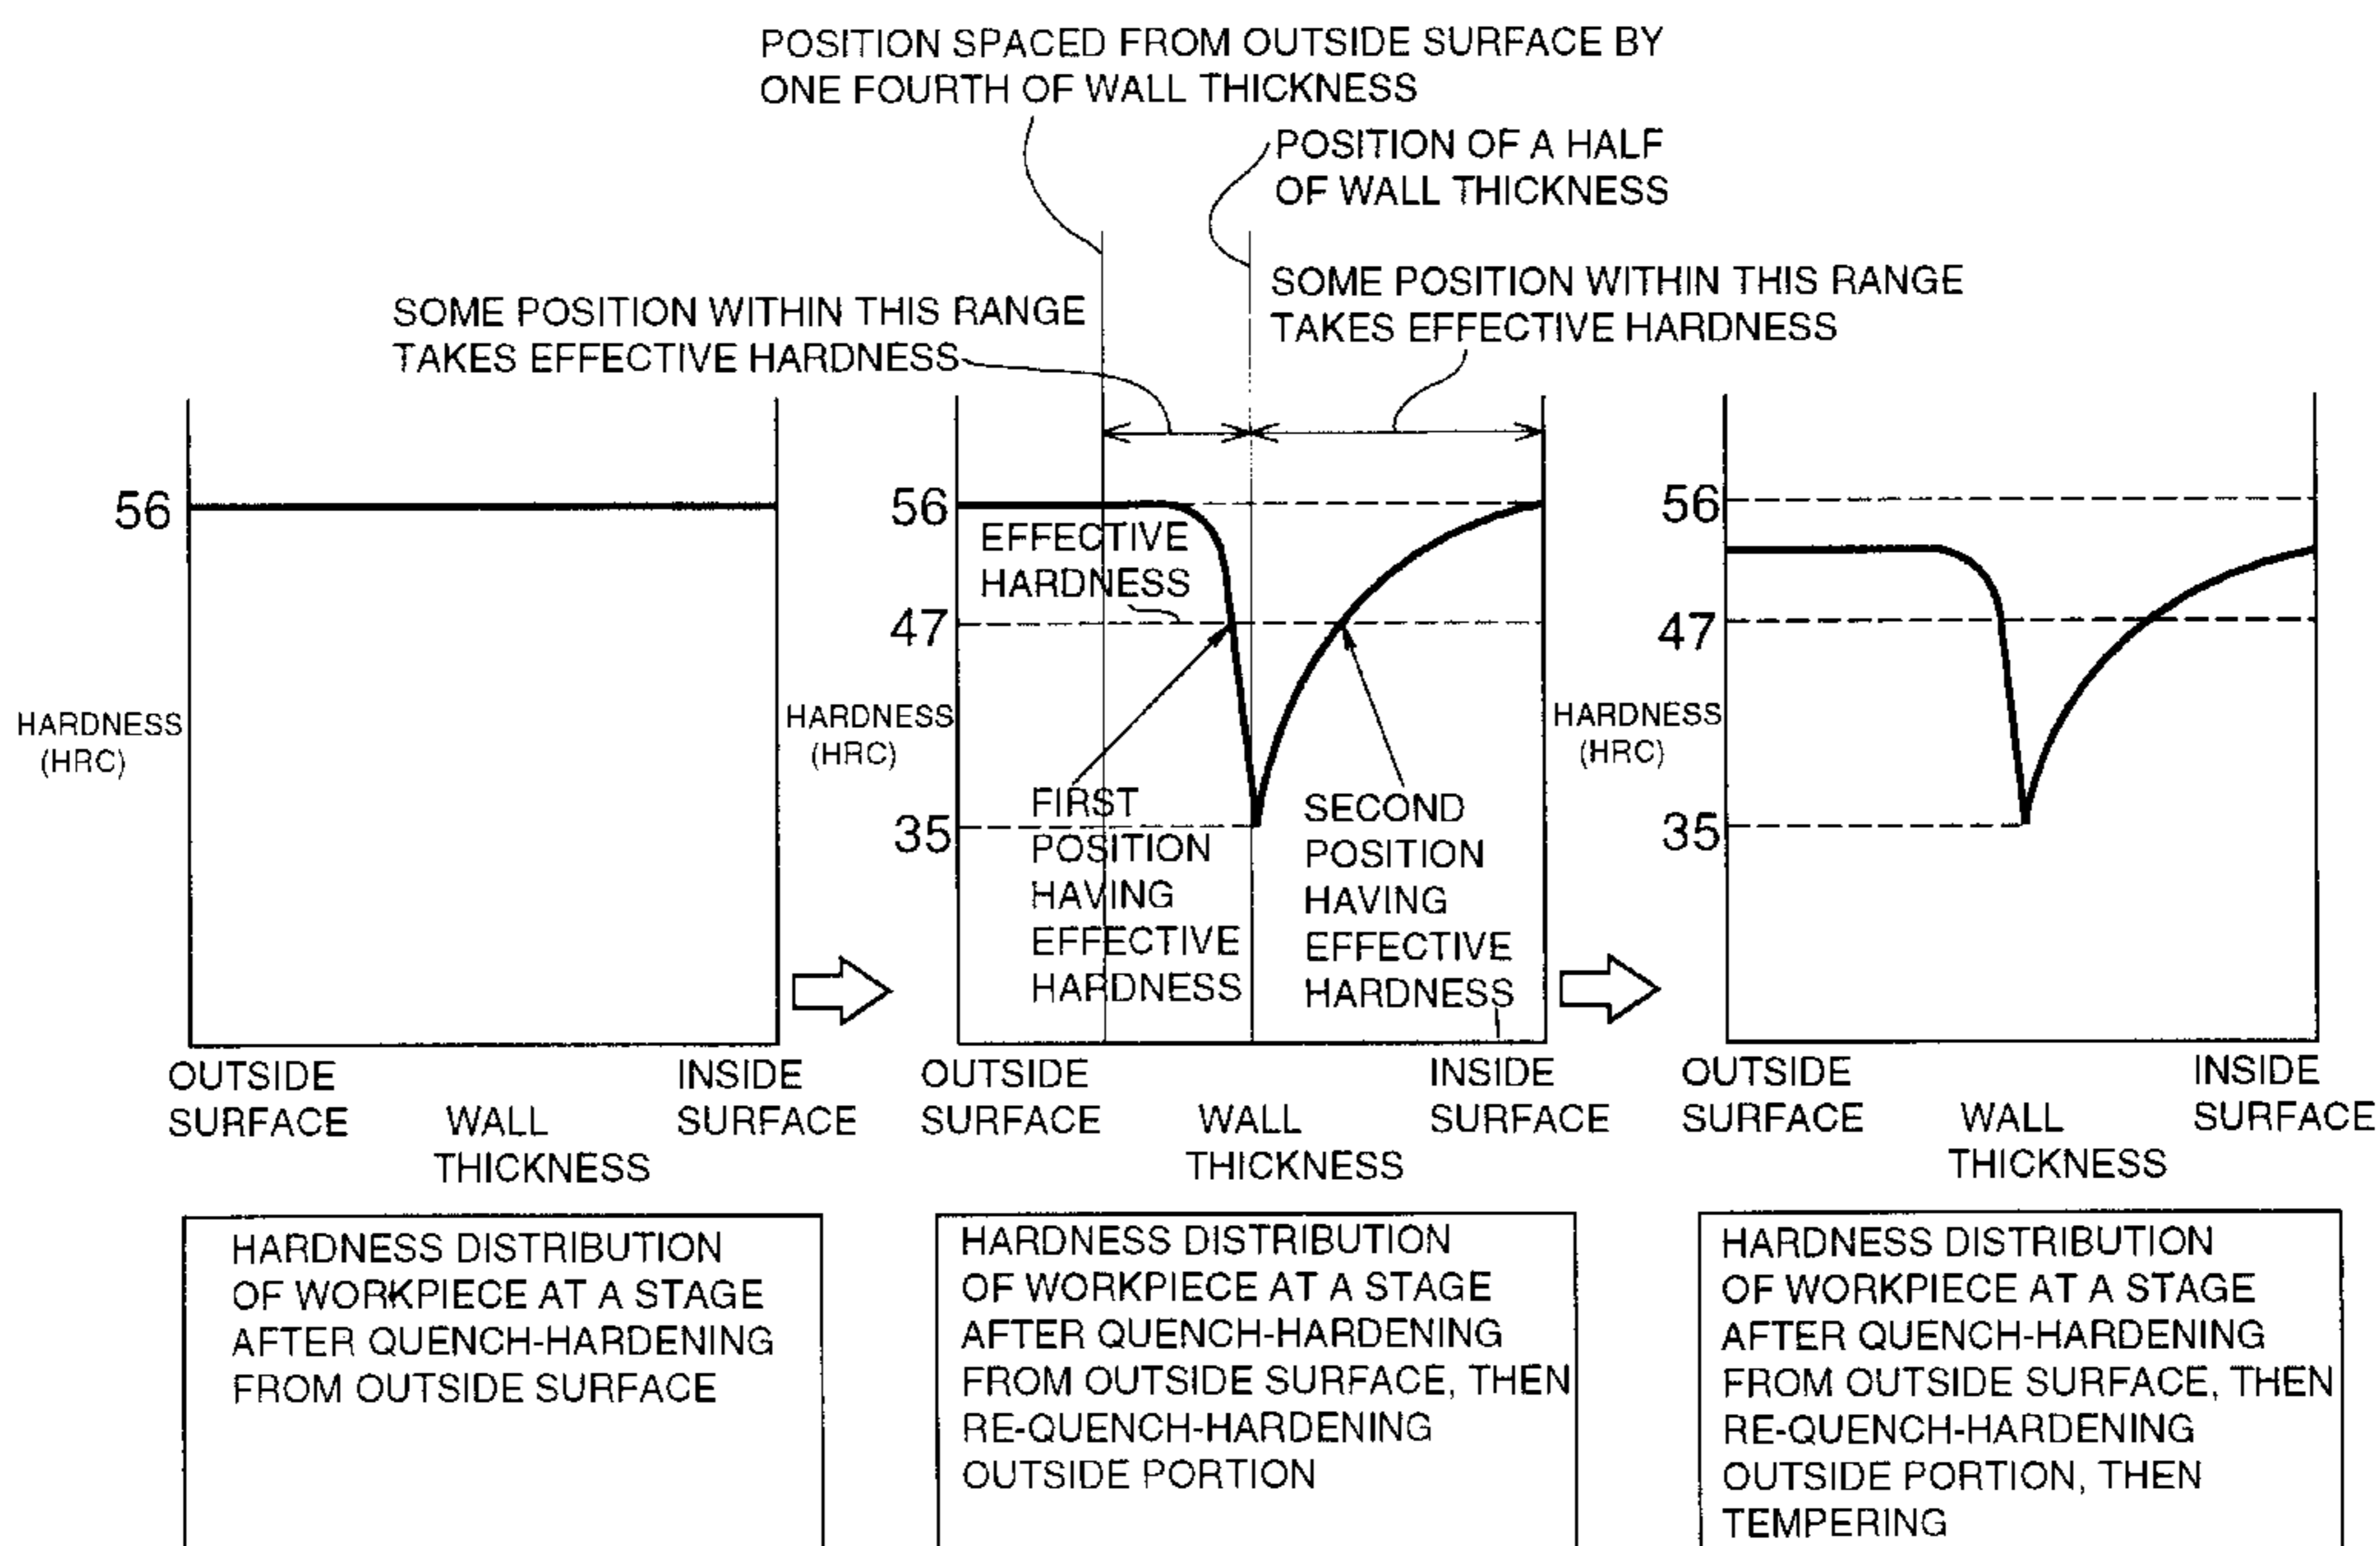 POSITION SPACED FROM OUTSIDE SURFACE BY
ONE FOURTH OF WALL THICKNESS
POSITION OF A HALF
OF WALL THICKNESS
SOME POSITION WITHIN THIS RANGE
TAKES EFFECTIVE HARDNESS
SOME POSITION WITHIN THIS RANGE
TAKES EFFECTIVE HARDNESS
56
HARDNESS
(HRC)
OUTSIDE
SURFACE
WALL
THICKNESS
INSIDE
SURFACE
56
EFFECTIVE
HARDNESS
47
HARDNESS
(HRC)
35
FIRST
POSITION
HAVING
EFFECTIVE
HARDNESS
SECOND
POSITION
HAVING
EFFECTIVE
HARDNESS
OUTSIDE
SURFACE
WALL
THICKNESS
INSIDE
SURFACE
56
47
HARDNESS
(HRC)
35
OUTSIDE
SURFACE
WALL
THICKNESS
INSIDE
SURFACE
HARDNESS DISTRIBUTION
OF WORKPIECE AT A STAGE
AFTER QUENCH-HARDENING
FROM OUTSIDE SURFACE
HARDNESS DISTRIBUTION
OF WORKPIECE AT A STAGE
AFTER QUENCH-HARDENING
FROM OUTSIDE SURFACE, THEN
RE-QUENCH-HARDENING
OUTSIDE PORTION
HARDNESS DISTRIBUTION
OF WORKPIECE AT A STAGE
AFTER QUENCH-HARDENING
FROM OUTSIDE SURFACE, THEN
RE-QUENCH-HARDENING
OUTSIDE PORTION, THEN
TEMPERING